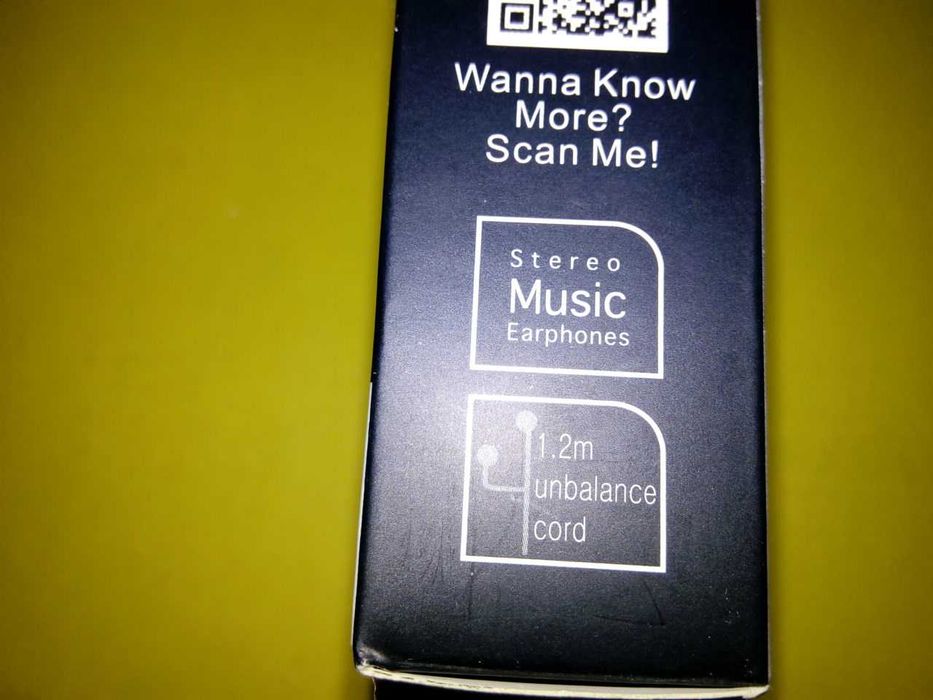 Wanna Know
More?
Scan Me!
Stereo
Music
Earphones
1.2m
unbalance
cord